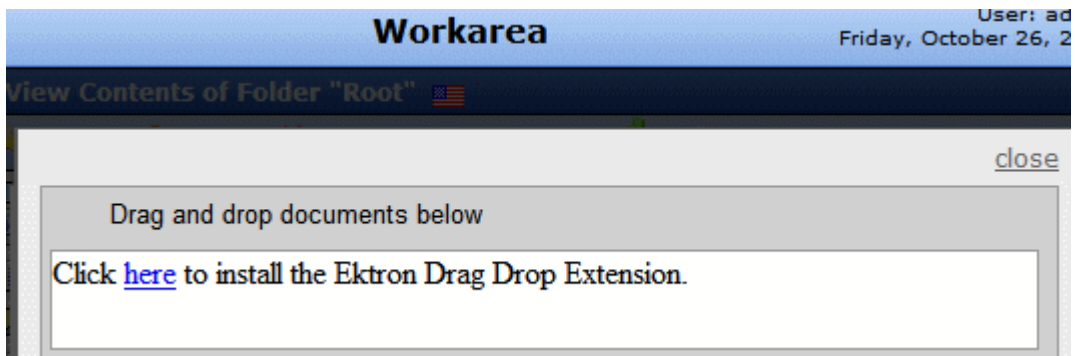 Workarea
User: ad
Friday, October 26, 2
View Contents of Folder "Root"
close
Drag and drop documents below
Click here to install the Ektron Drag Drop Extension.